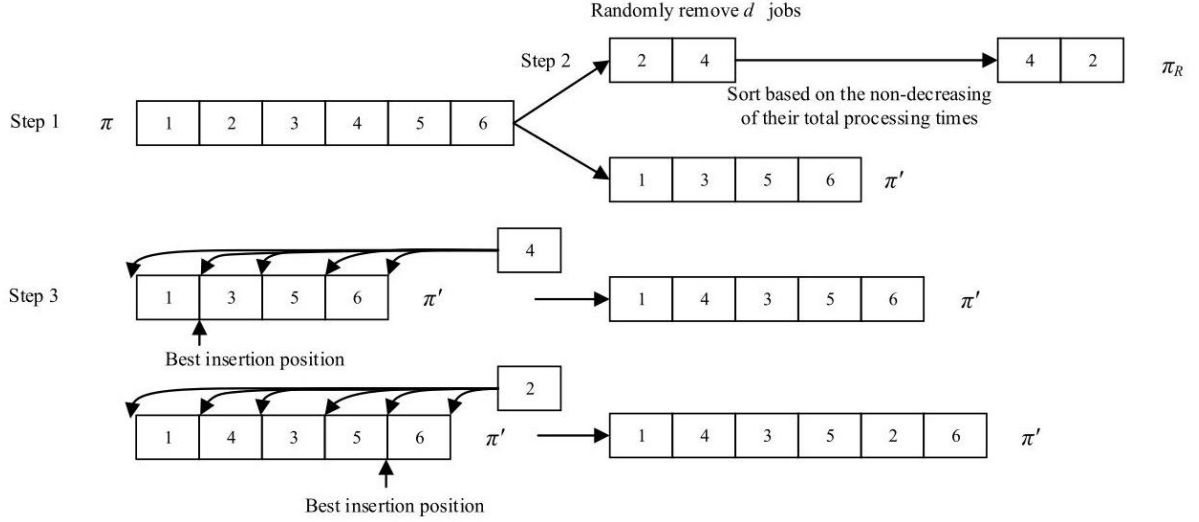 Randomly remove d jobs
Step 2
2 4
4 2
π_R
Sort based on the non-decreasing
of their total processing times
Step 1 π 1 2 3 4 5 6
1 3 5 6 π′
4
Step 3 1 3 5 6 π′
1 4 3 5 6 π′
Best insertion position
2
1 4 3 5 6 π′
1 4 3 5 2 6 π′
Best insertion position